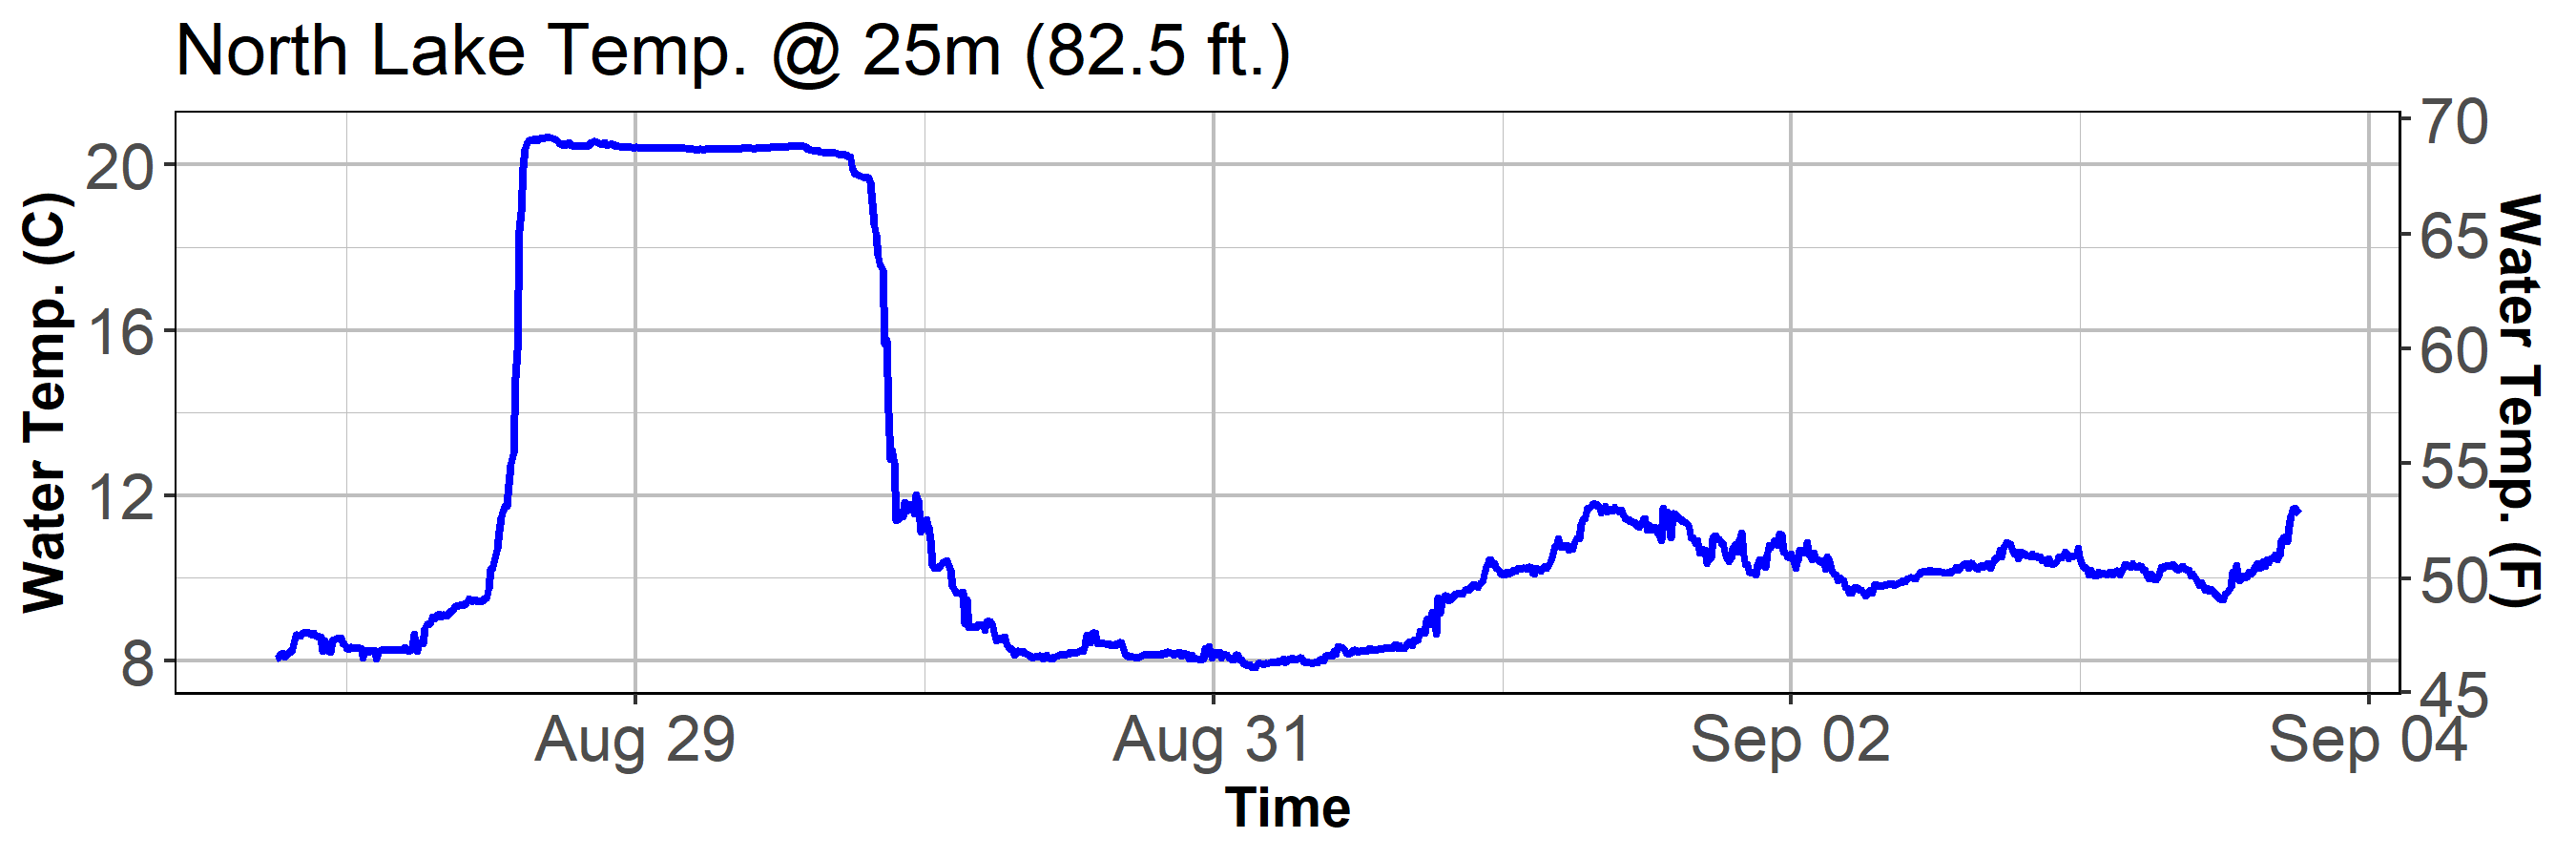 North Lake Temp. @ 25m (82.5 ft.)
Water Temp. (C)
20
16
12
8
70
65
60
55
50
45
Water Temp. (F)
Aug 29
Aug 31
Sep 02
Sep 04
Time